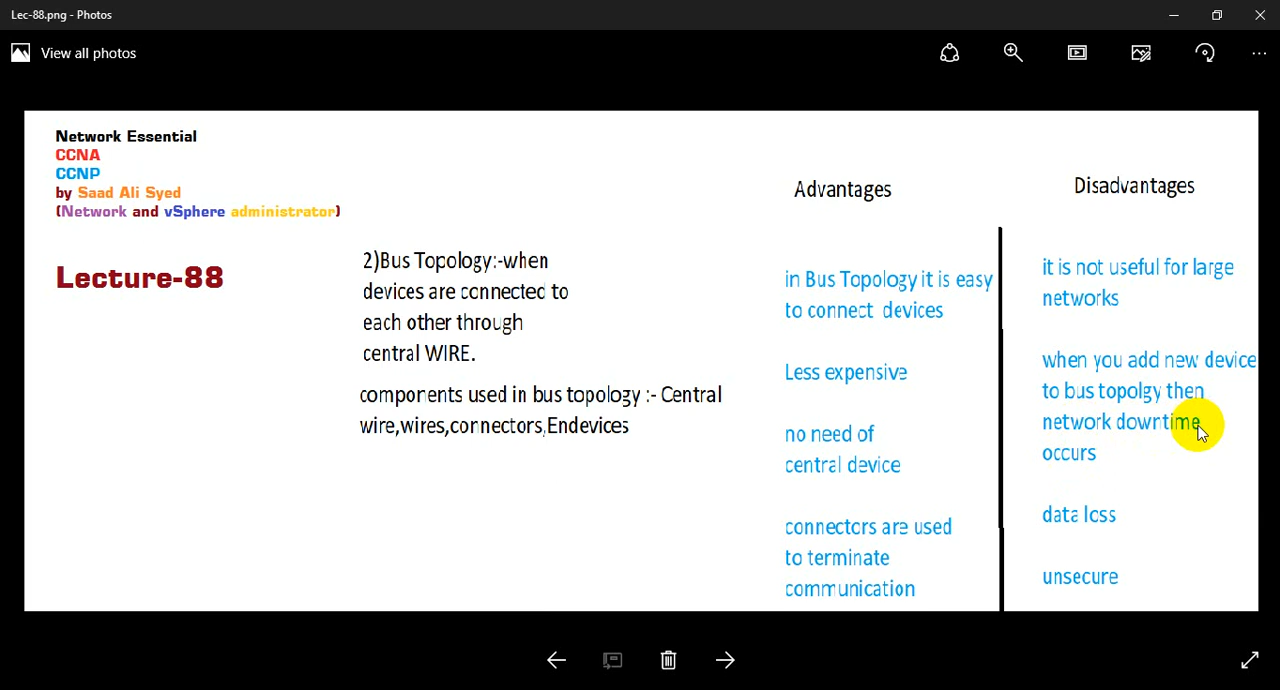 Lec-88.png - Photos
View all photos
Network Essential
CCNA
CCNP
by Saad Ali Syed
(Network and vSphere administrator)
Lecture-88
2)Bus Topology:-when
devices are connected to
each other through
central WIRE.
components used in bus topology :- Central
wire,wires,connectors,Endevices
Advantages
in Bus Topology it is easy
to connect devices
Less expensive
no need of
central device
connectors are used
to terminate
communication
Disadvantages
it is not useful for large
networks
when you add new device
to bus topolgy then
network downtime
occurs
data loss
unsecure